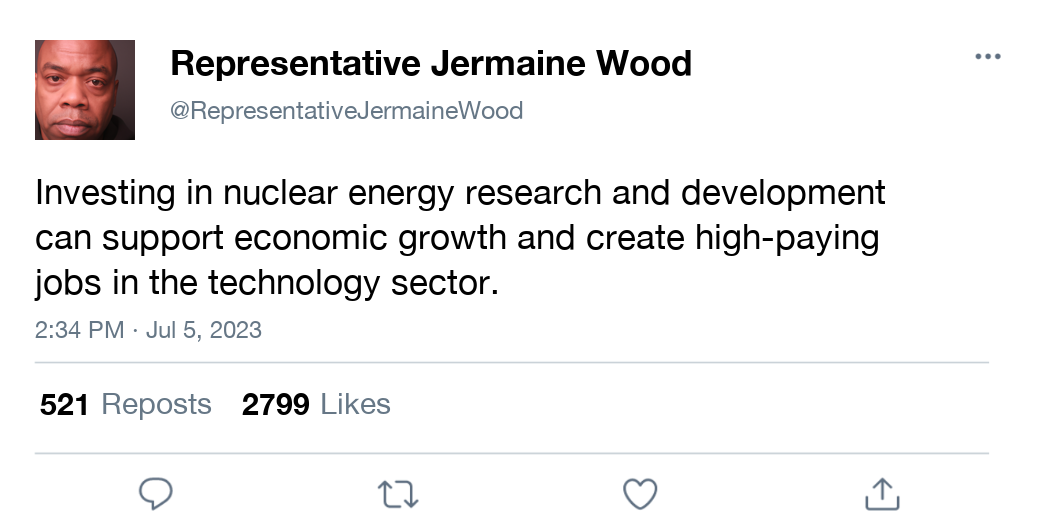 Representative Jermaine Wood
@RepresentativeJermaineWood
Investing in nuclear energy research and development
can support economic growth and create high-paying
jobs in the technology sector.
2:34 PM · Jul 5, 2023
521 Reposts 2799 Likes